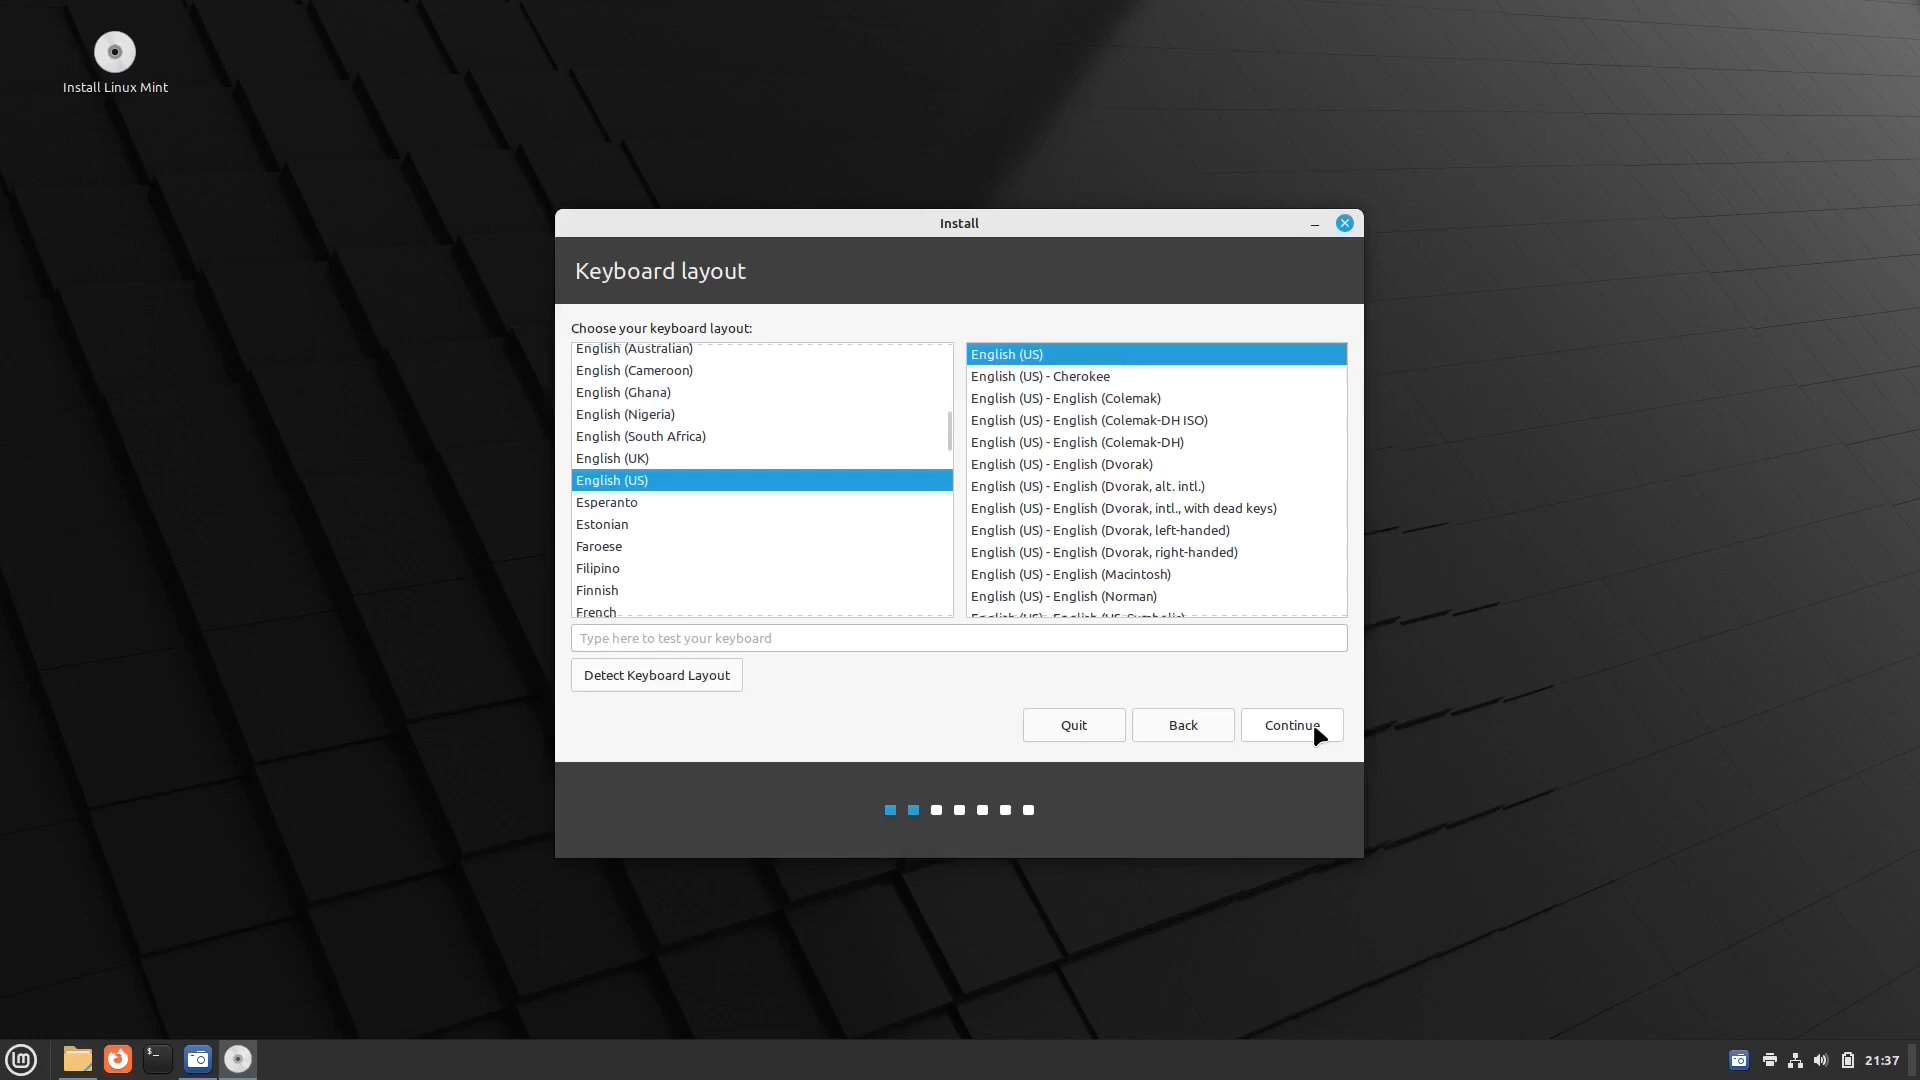 Install Linux Mint
Install
Keyboard layout
Choose your keyboard layout:
English (Australian)
English (Cameroon)
English (Ghana)
English (Nigeria)
English (South Africa)
English (UK)
English (US)
Esperanto
Estonian
Faroese
Filipino
Finnish
French
English (US)
English (US) - Cherokee
English (US) - English (Colemak)
English (US) - English (Colemak-DH ISO)
English (US) - English (Colemak-DH)
English (US) - English (Dvorak)
English (US) - English (Dvorak, alt. intl.)
English (US) - English (Dvorak, intl., with dead keys)
English (US) - English (Dvorak, left-handed)
English (US) - English (Dvorak, right-handed)
English (US) - English (Macintosh)
English (US) - English (Norman)
English (US) - English (US, Symbolic)
Type here to test your keyboard
Detect Keyboard Layout
Quit
Back
Continue
$_
21:37